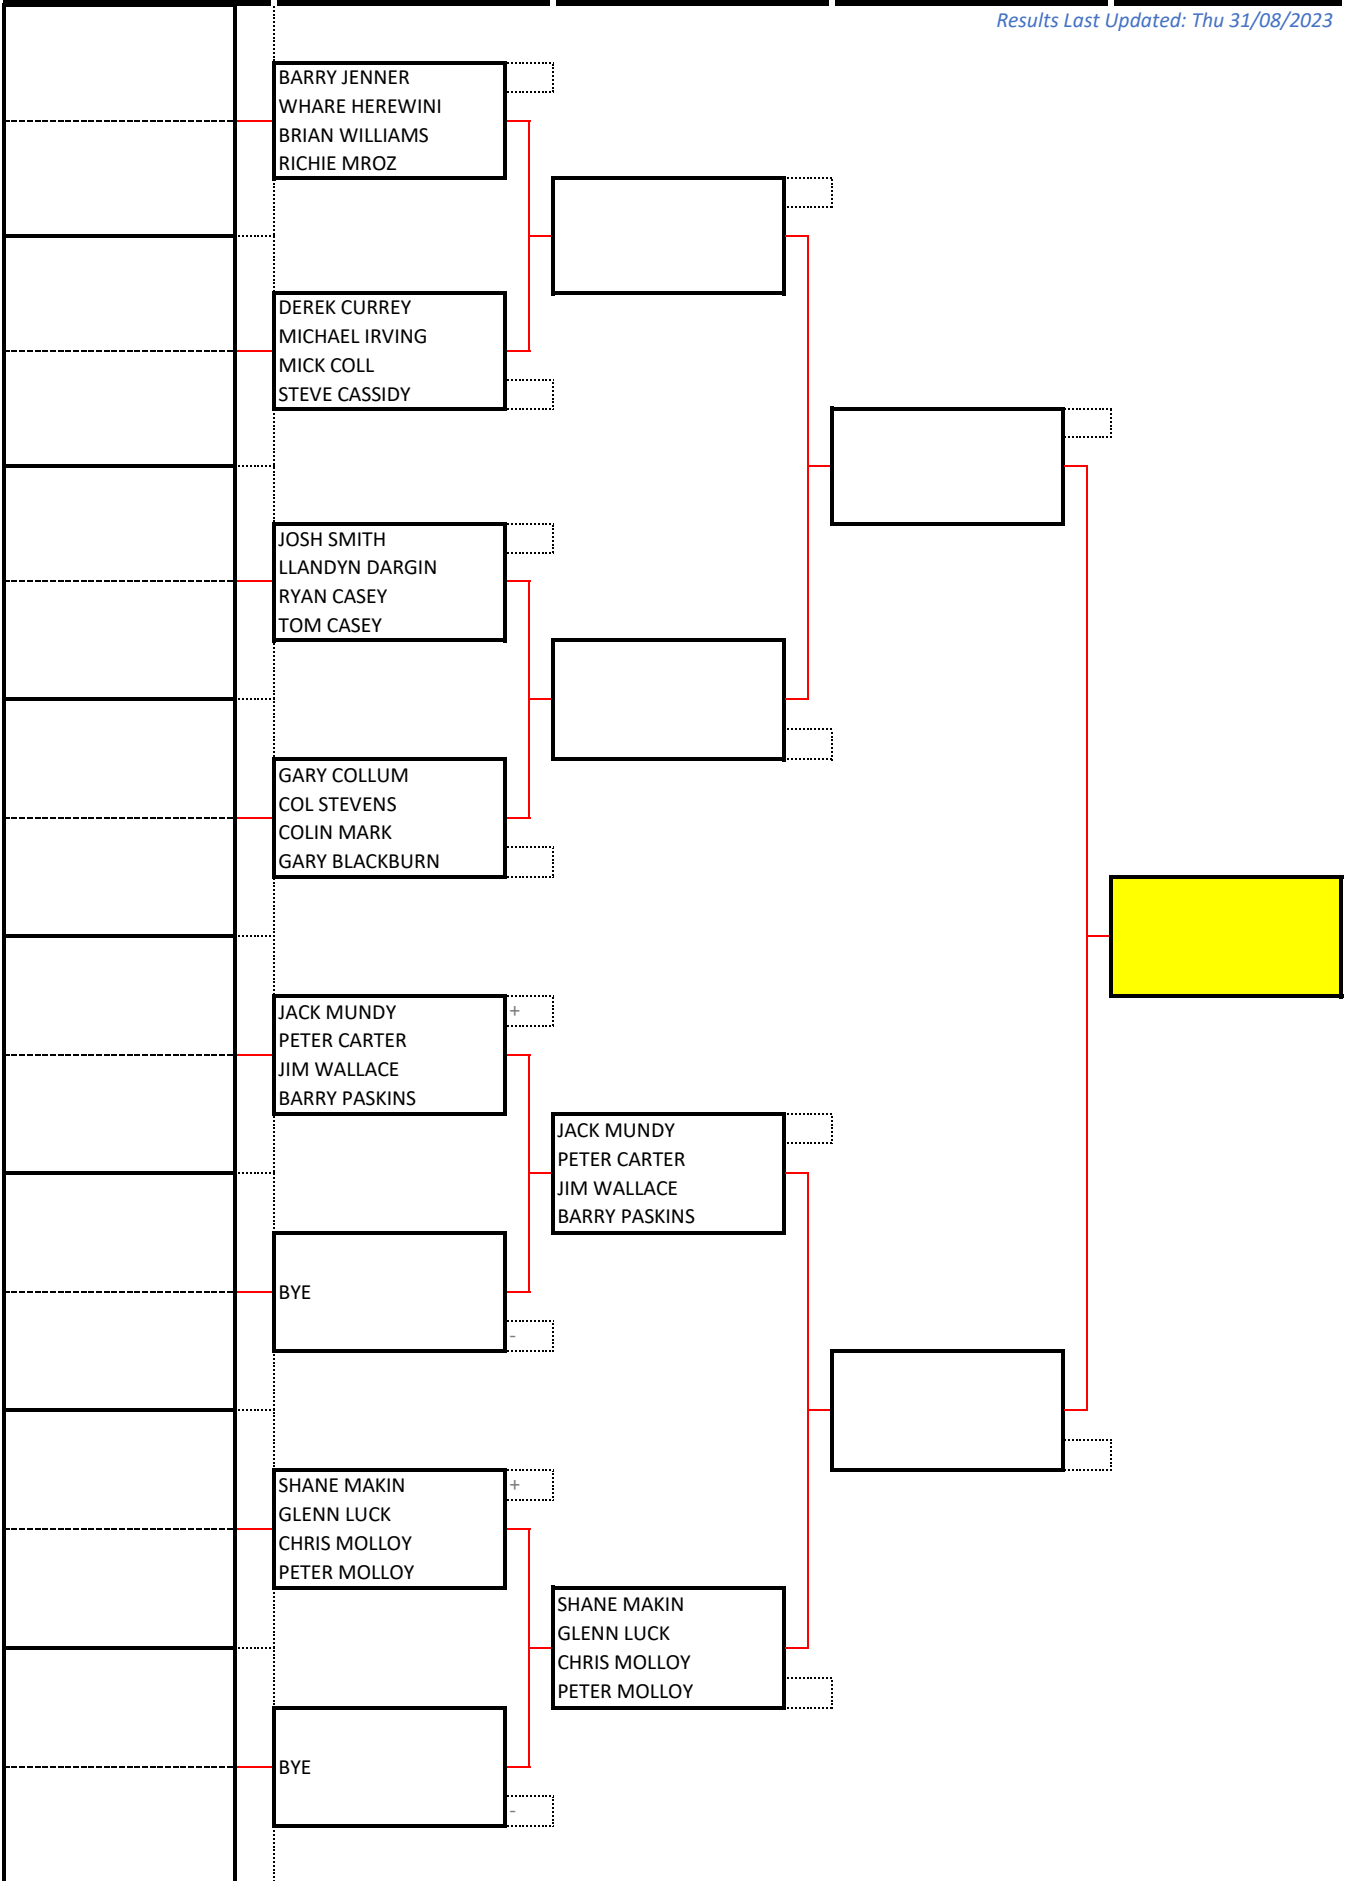 Results Last Updated: Thu 31/08/2023
BARRY JENNER
WHARE HEREWINI
BRIAN WILLIAMS
RICHIE MROZ
DEREK CURREY
MICHAEL IRVING
MICK COLL
STEVE CASSIDY
JOSH SMITH
LLANDYN DARGIN
RYAN CASEY
TOM CASEY
GARY COLLUM
COL STEVENS
COLIN MARK
GARY BLACKBURN
JACK MUNDY
+
PETER CARTER
JIM WALLACE
BARRY PASKINS
JACK MUNDY
PETER CARTER
JIM WALLACE
BARRY PASKINS
BYE
-
SHANE MAKIN
+
GLENN LUCK
CHRIS MOLLOY
PETER MOLLOY
SHANE MAKIN
GLENN LUCK
CHRIS MOLLOY
PETER MOLLOY
BYE
-